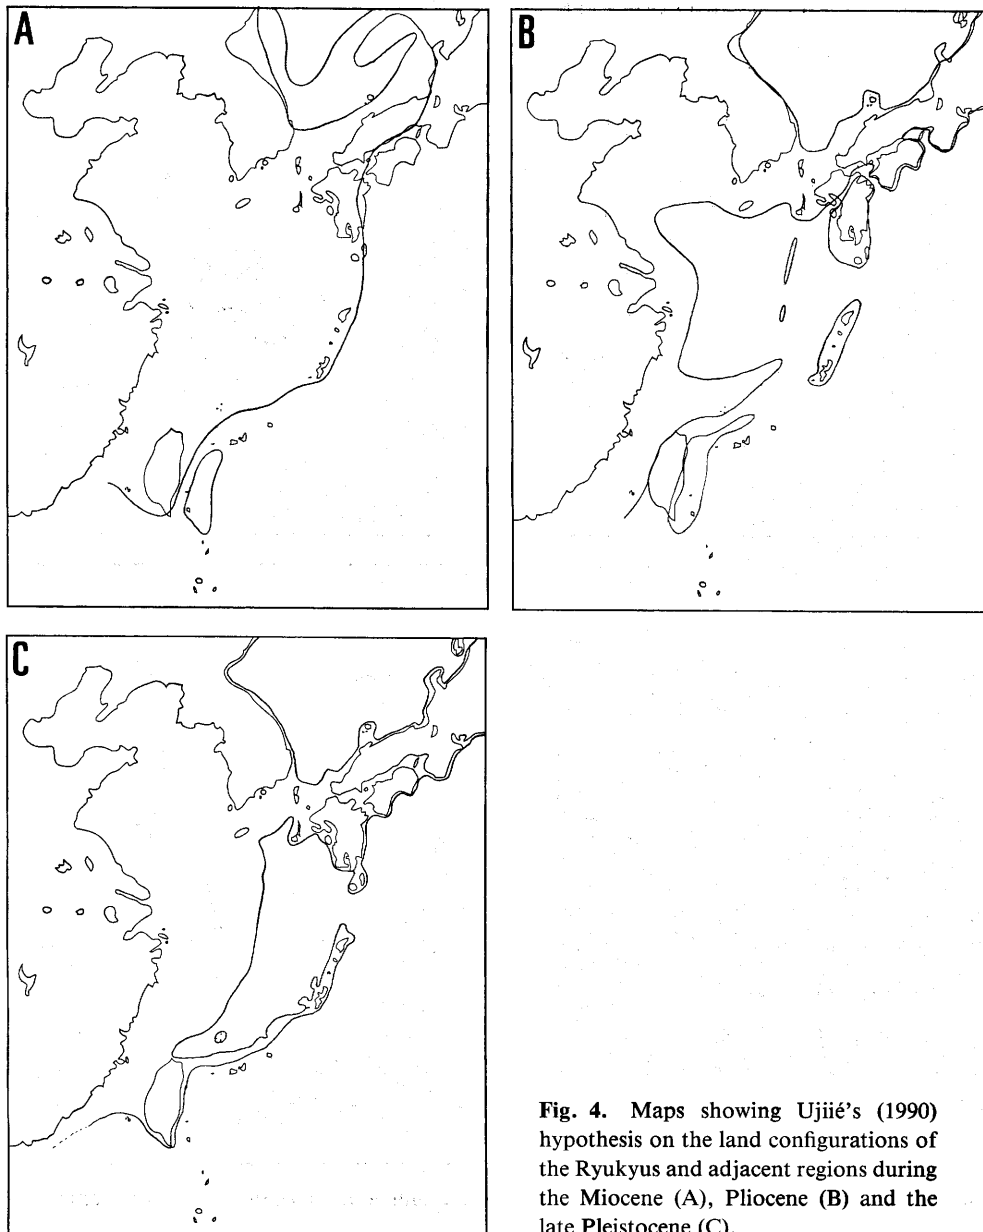 A
B
C
Fig. 4. Maps showing Ujiié's (1990)
hypothesis on the land configurations of
the Ryukyus and adjacent regions during
the Miocene (A), Pliocene (B) and the
late Pleistocene (C).